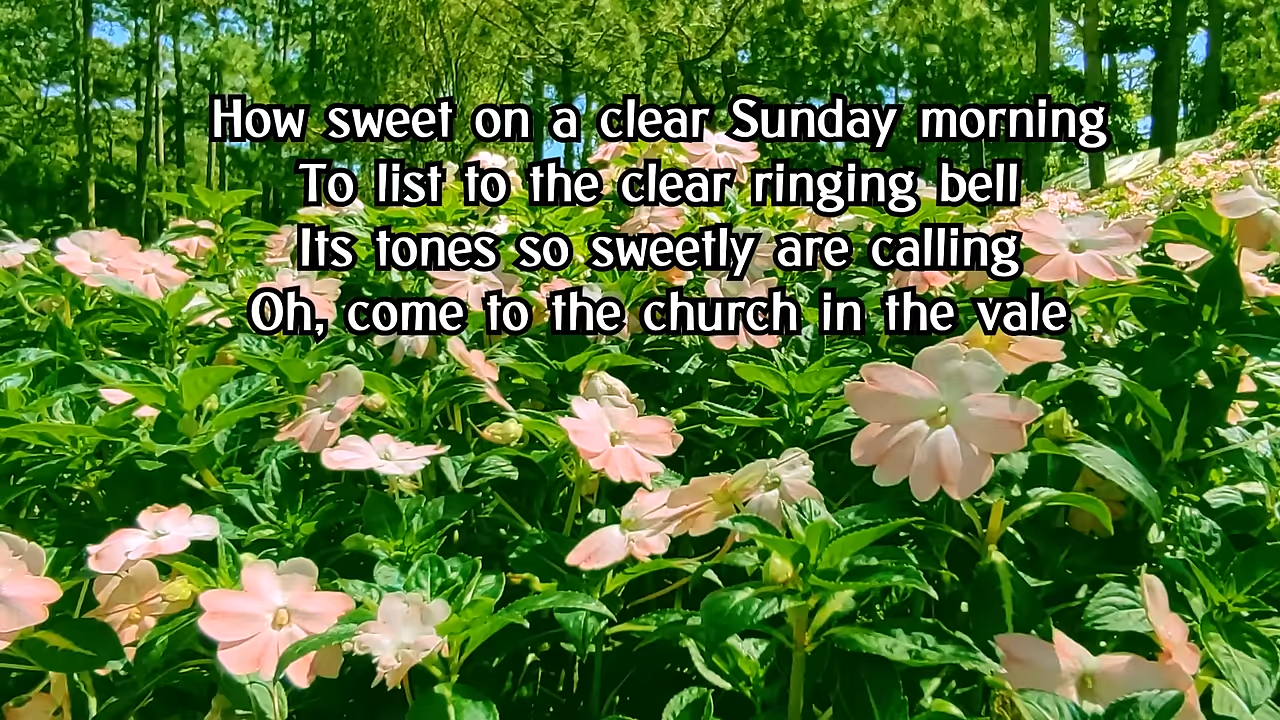 How sweet on a clear Sunday morning
To list to the clear ringing bell
Its tones so sweetly are calling
Oh, come to the church in the vale